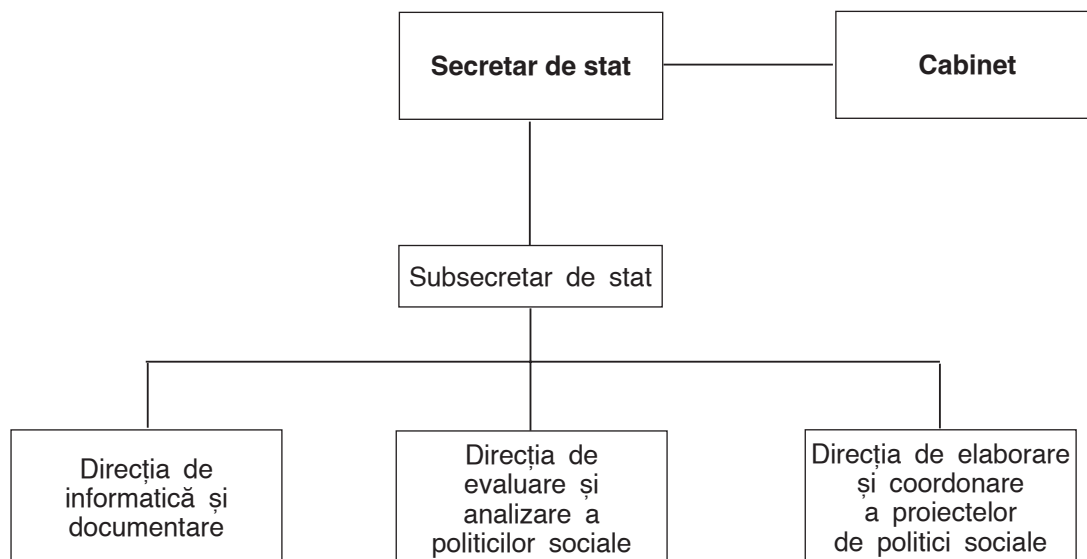 Secretar de stat
Cabinet
Subsecretar de stat
Direcția de
informatică și
documentare
Direcția de
evaluare și
analizare a
politicilor sociale
Direcția de elaborare
și coordonare
a proiectelor
de politici sociale